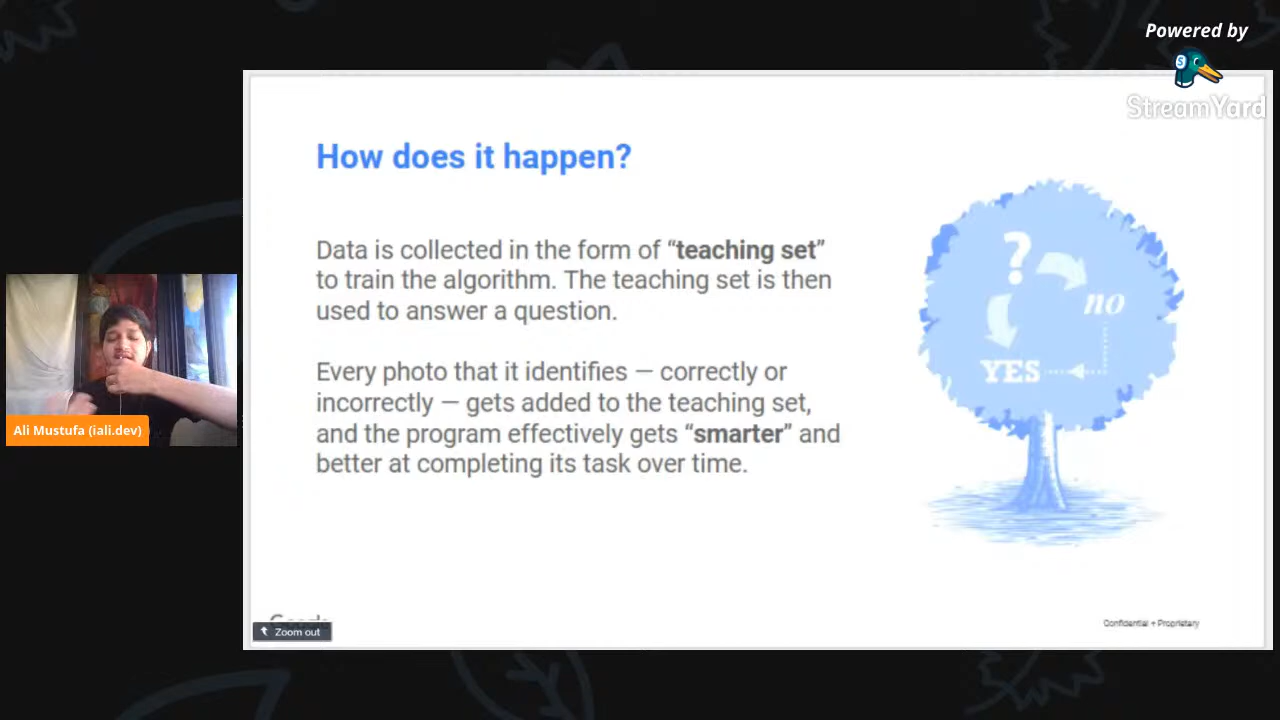 Powered by
StreamYard
How does it happen?
Data is collected in the form of “teaching set”
to train the algorithm. The teaching set is then
used to answer a question.
Every photo that it identifies — correctly or
incorrectly — gets added to the teaching set,
and the program effectively gets “smarter” and
better at completing its task over time.
?
no
YES
Ali Mustufa (iali.dev)
Zoom out
Confidential + Proprietary